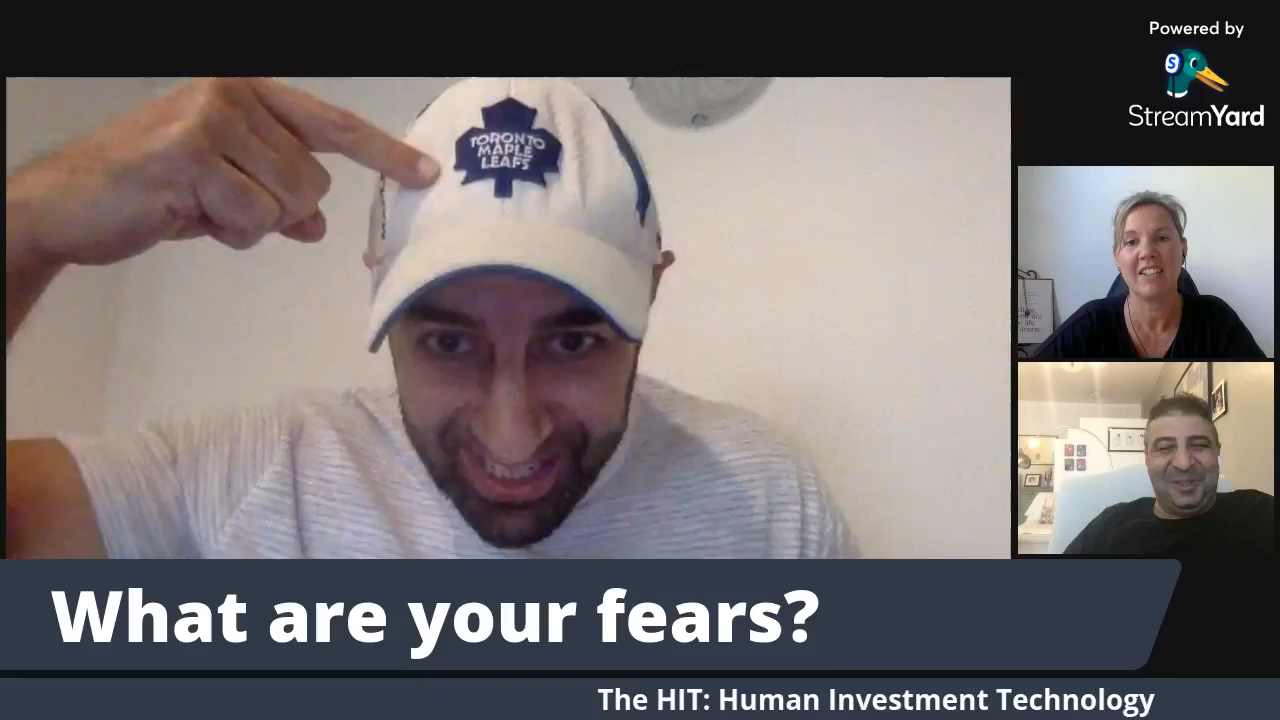 Powered by
StreamYard
TORONTO
MAPLE
LEAFS
What are your fears?
The HIT: Human Investment Technology